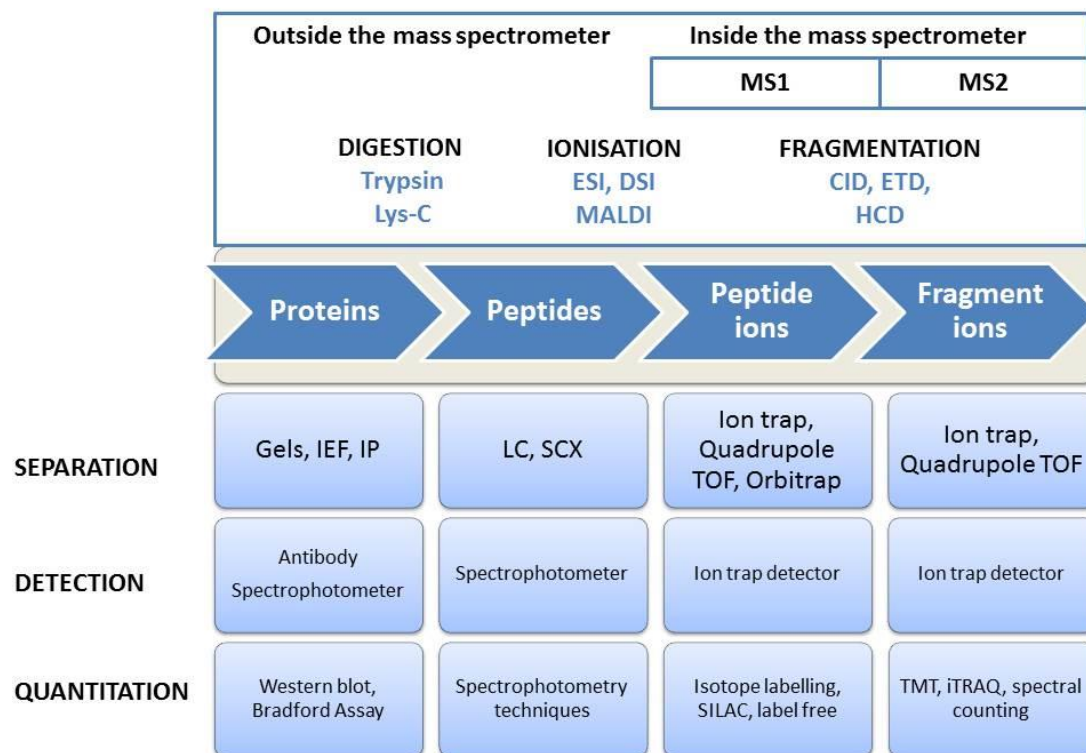 Outside the mass spectrometer
Inside the mass spectrometer
MS1
MS2
DIGESTION
Trypsin
Lys-C
IONISATION
ESI, DSI
MALDI
FRAGMENTATION
CID, ETD,
HCD
Proteins
Peptides
Peptide
ions
Fragment
ions
SEPARATION
Gels, IEF, IP
LC, SCX
Ion trap,
Quadrupole
TOF, Orbitrap
Ion trap,
Quadrupole TOF
DETECTION
Antibody
Spectrophotometer
Spectrophotometer
Ion trap detector
Ion trap detector
QUANTITATION
Western blot,
Bradford Assay
Spectrophotometry
techniques
Isotope labelling,
SILAC, label free
TMT, iTRAQ, spectral
counting